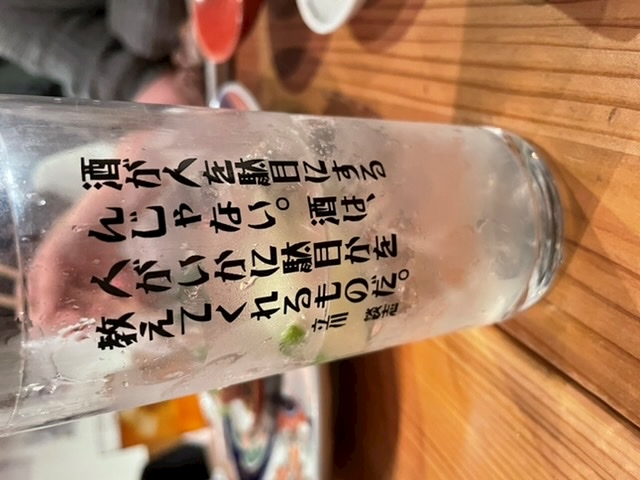 酒が人を駄目にする
んじゃない。酒は、
人がいかに駄目かを
教えてくれるものだ。
立川 談志